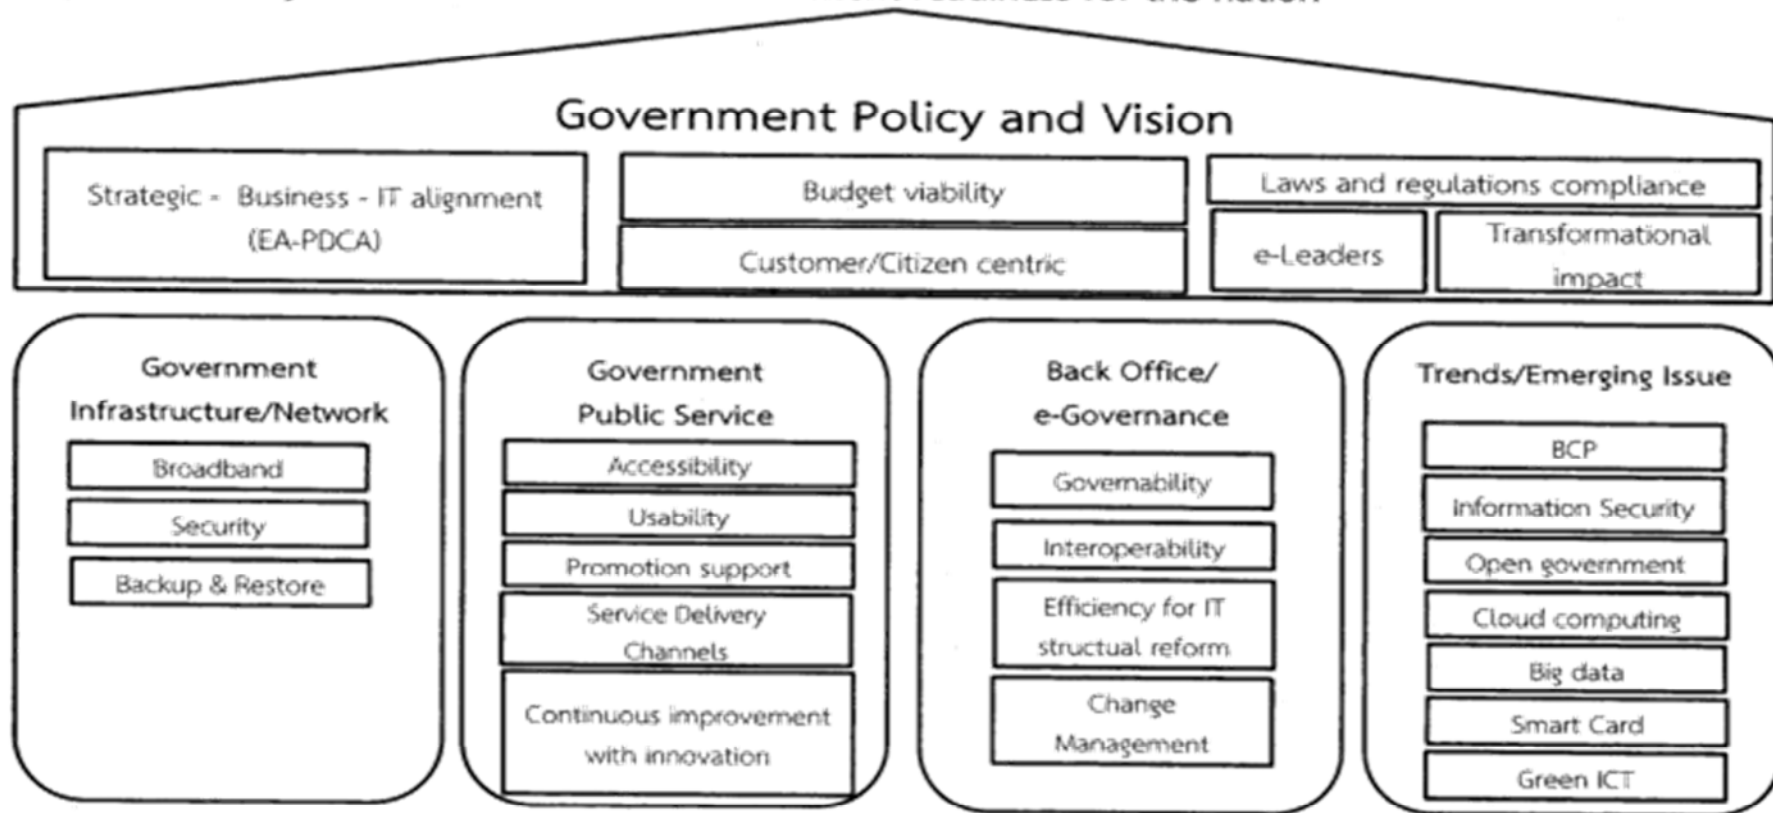 for the nation
Government Policy and Vision
Strategic - Business - IT alignment
(EA-PDCA)
Budget viability
Customer/Citizen centric
Laws and regulations compliance
e-Leaders
Transformational
impact
Government
Infrastructure/Network
Broadband
Security
Backup & Restore
Government
Public Service
Accessibility
Usability
Promotion support
Service Delivery
Channels
Continuous improvement
with innovation
Back Office/
e-Governance
Governability
Interoperability
Efficiency for IT
structual reform
Change
Management
Trends/Emerging Issue
BCP
Information Security
Open government
Cloud computing
Big data
Smart Card
Green ICT